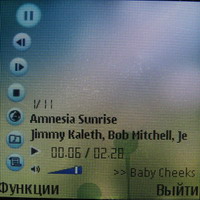 1/11
Amnesia Sunrise
Jimmy Kaleth, Bob Mitchell, Je
00:06 / 02:28
>> Baby Cheeks
Функции Выйти